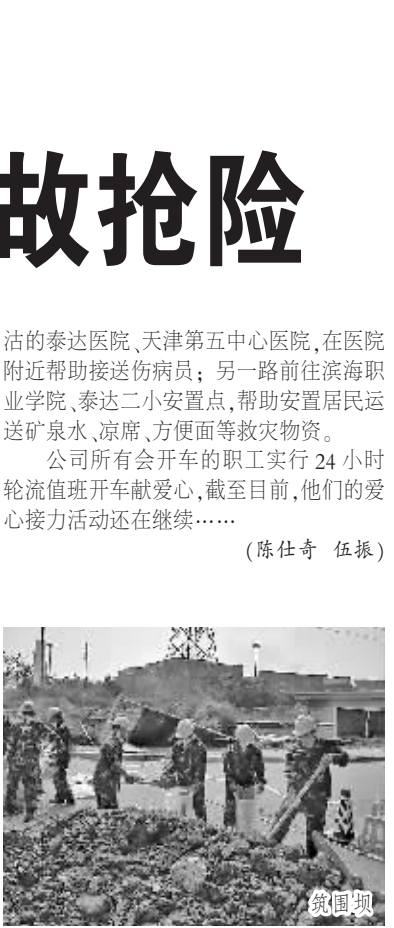 故抢险
沽的泰达医院、天津第五中心医院,在医院
附近帮助接送伤病员；另一路前往滨海职
业学院、泰达二小安置点,帮助安置居民运
送矿泉水、凉席、方便面等救灾物资。
公司所有会开车的职工实行 24 小时
轮流值班开车献爱心,截至目前,他们的爱
心接力活动还在继续……
(陈仕奇 伍振)
筑围坝